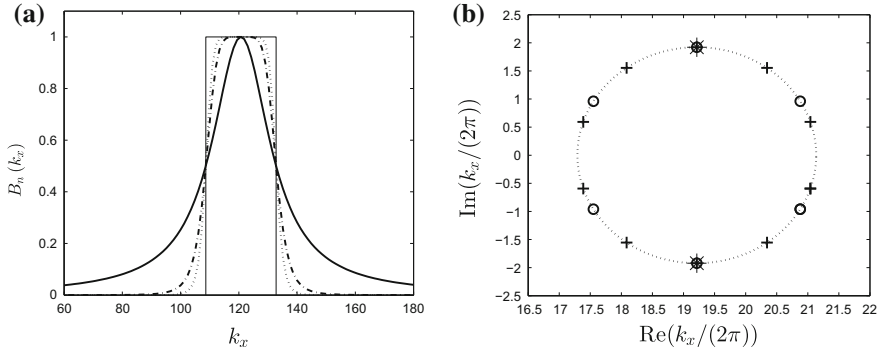 (a)
1
0.8
0.6
0.4
0.2
0
B_n(k_x)
60 80 100 120 140 160 180
k_x
(b)
2.5
2
1.5
1
0.5
0
−0.5
−1
−1.5
−2
−2.5
Im(k_x/(2π))
16.5 17 17.5 18 18.5 19 19.5 20 20.5 21 21.5 22
Re(k_x/(2π))